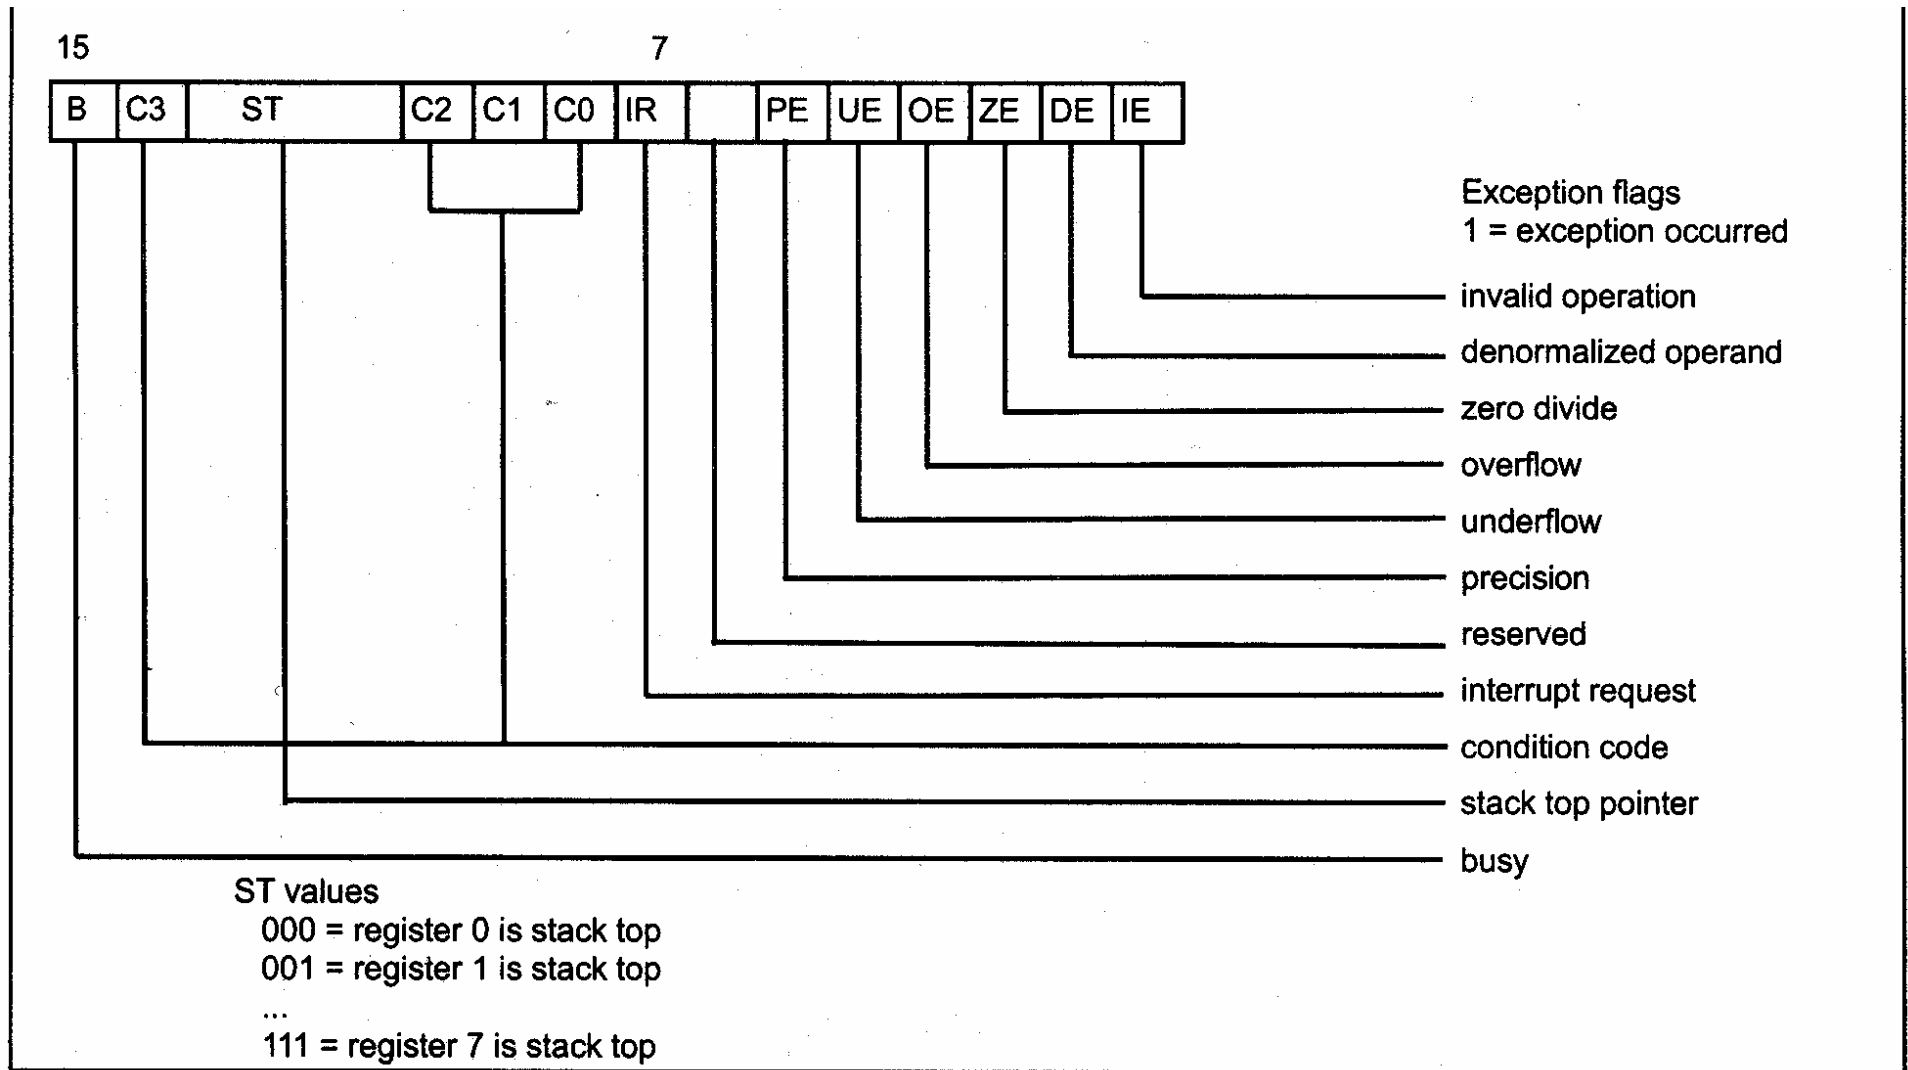 15 7
B C3 ST C2 C1 C0 IR PE UE OE ZE DE IE
Exception flags
1 = exception occurred
invalid operation
denormalized operand
zero divide
overflow
underflow
precision
reserved
interrupt request
condition code
stack top pointer
busy
ST values
000 = register 0 is stack top
001 = register 1 is stack top
...
111 = register 7 is stack top